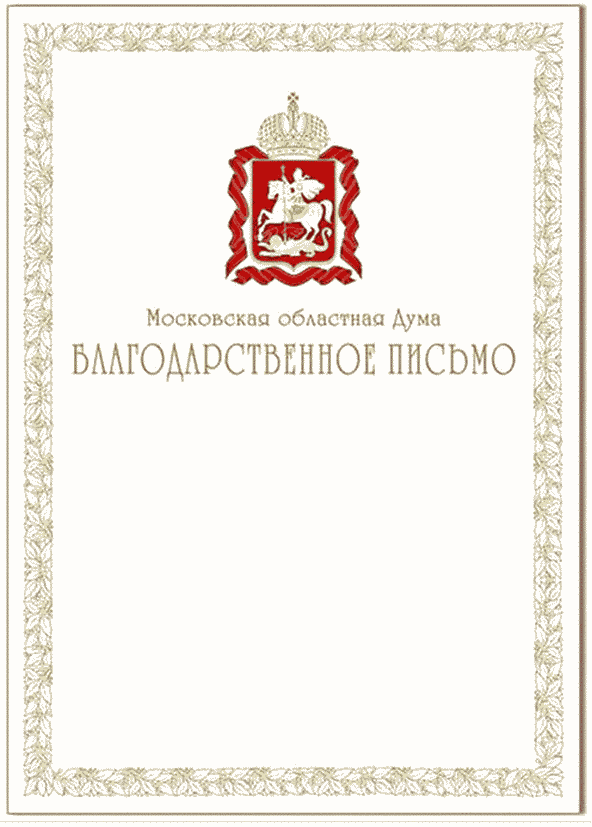 Московская областная Дума
БЛАГОДАРСТВЕННОЕ ПИСЬМО